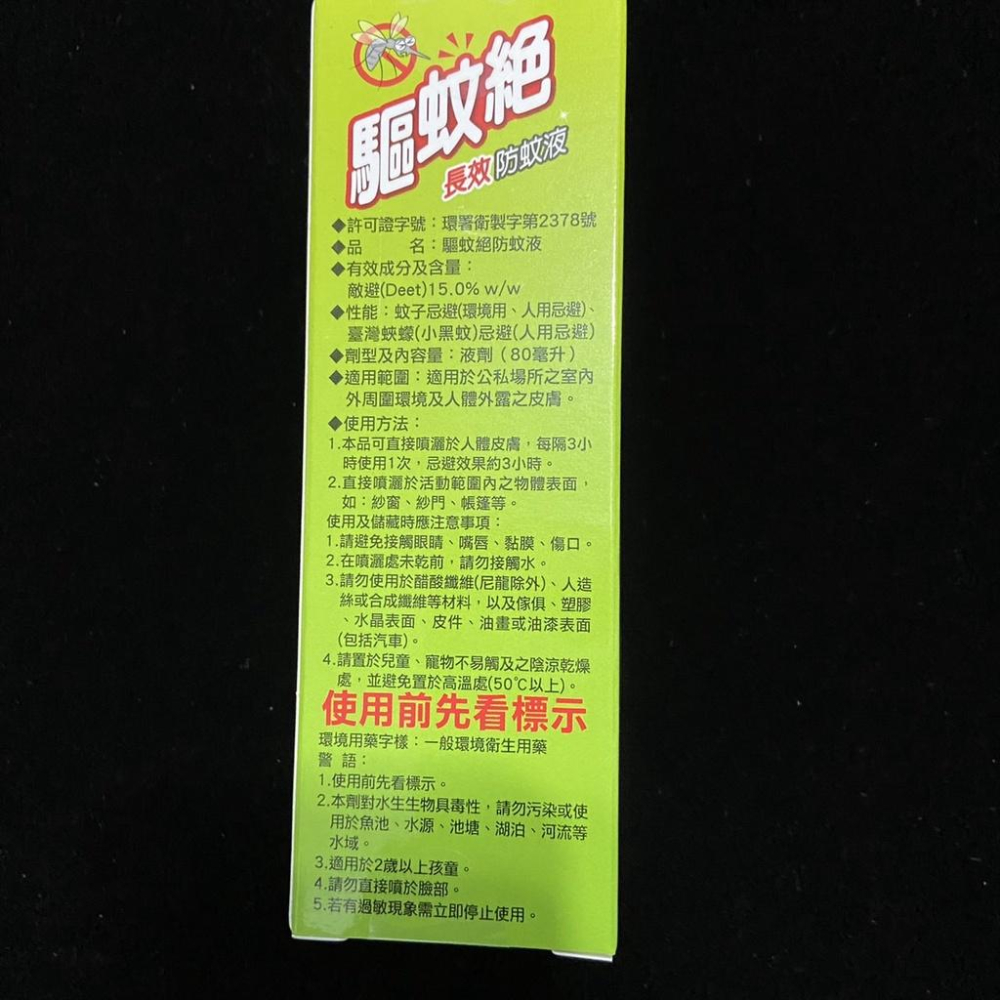 驅蚊絕
長效防蚊液
◆許可證字號：環署衛製字第2378號
◆品　　　名：驅蚊絕防蚊液
◆有效成分及含量：
敵避(Deet)15.0% w/w
◆性能：蚊子忌避(環境用、人用忌避)、
臺灣鋏蠓(小黑蚊)忌避(人用忌避)
◆劑型及內容量：液劑（80毫升）
◆適用範圍：適用於公私場所之室內
外周圍環境及人體外露之皮膚。
◆使用方法：
1.本品可直接噴灑於人體皮膚，每隔3小
時使用1次，忌避效果約3小時。
2.直接噴灑於活動範圍內之物體表面，
如：紗窗、紗門、帳篷等。
使用及儲藏時應注意事項：
1.請避免接觸眼睛、嘴唇、黏膜、傷口。
2.在噴灑處未乾前，請勿接觸水。
3.請勿使用於醋酸纖維(尼龍除外)、人造
絲或合成纖維等材料，以及傢俱、塑膠
、水晶表面、皮件、油畫或油漆表面
(包括汽車)。
4.請置於兒童、寵物不易觸及之陰涼乾燥
處，並避免置於高溫處(50℃以上)。
使用前先看標示
環境用藥字樣：一般環境衛生用藥
警 語：
1.使用前先看標示。
2.本劑對水生生物具毒性，請勿污染或使
用於魚池、水源、池塘、湖泊、河流等
水域。
3.適用於2歲以上孩童。
4.請勿直接噴於臉部。
5.若有過敏現象需立即停止使用。